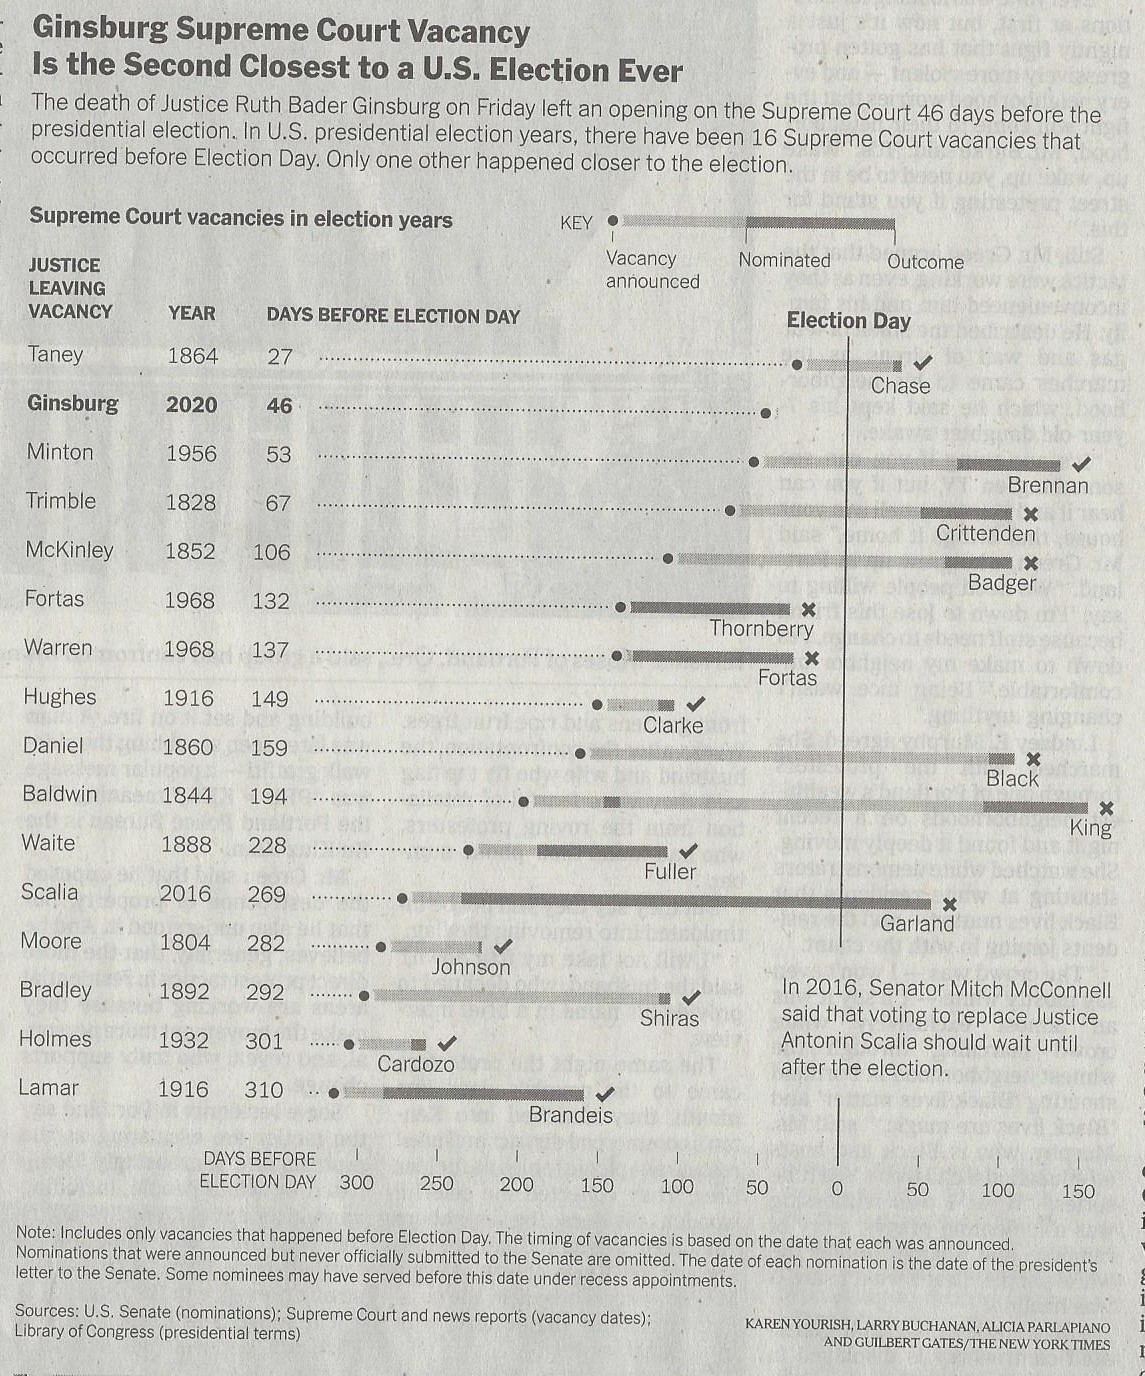 Ginsburg Supreme Court Vacancy
Is the Second Closest to a U.S. Election Ever
The death of Justice Ruth Bader Ginsburg on Friday left an opening on the Supreme Court 46 days before the
presidential election. In U.S. presidential election years, there have been 16 Supreme Court vacancies that
occurred before Election Day. Only one other happened closer to the election.
Supreme Court vacancies in election years
KEY
Vacancy
announced
Nominated
Outcome
JUSTICE
LEAVING
VACANCY
YEAR
DAYS BEFORE ELECTION DAY
Election Day
Taney 1864 27
Chase
Ginsburg 2020 46
Minton 1956 53
Brennan
Trimble 1828 67
Crittenden
McKinley 1852 106
Badger
Fortas 1968 132
Thornberry
Warren 1968 137
Fortas
Hughes 1916 149
Clarke
Daniel 1860 159
Black
Baldwin 1844 194
King
Waite 1888 228
Fuller
Scalia 2016 269
Garland
Moore 1804 282
Johnson
Bradley 1892 292
Shiras
Holmes 1932 301
Cardozo
Lamar 1916 310
Brandeis
In 2016, Senator Mitch McConnell
said that voting to replace Justice
Antonin Scalia should wait until
after the election.
DAYS BEFORE
ELECTION DAY 300 250 200 150 100 50 0 50 100 150
Note: Includes only vacancies that happened before Election Day. The timing of vacancies is based on the date that each was announced.
Nominations that were announced but never officially submitted to the Senate are omitted. The date of each nomination is the date of the president's
letter to the Senate. Some nominees may have served before this date under recess appointments.
Sources: U.S. Senate (nominations); Supreme Court and news reports (vacancy dates);
Library of Congress (presidential terms)
KAREN YOURISH, LARRY BUCHANAN, ALICIA PARLAPIANO
AND GUILBERT GATES/THE NEW YORK TIMES